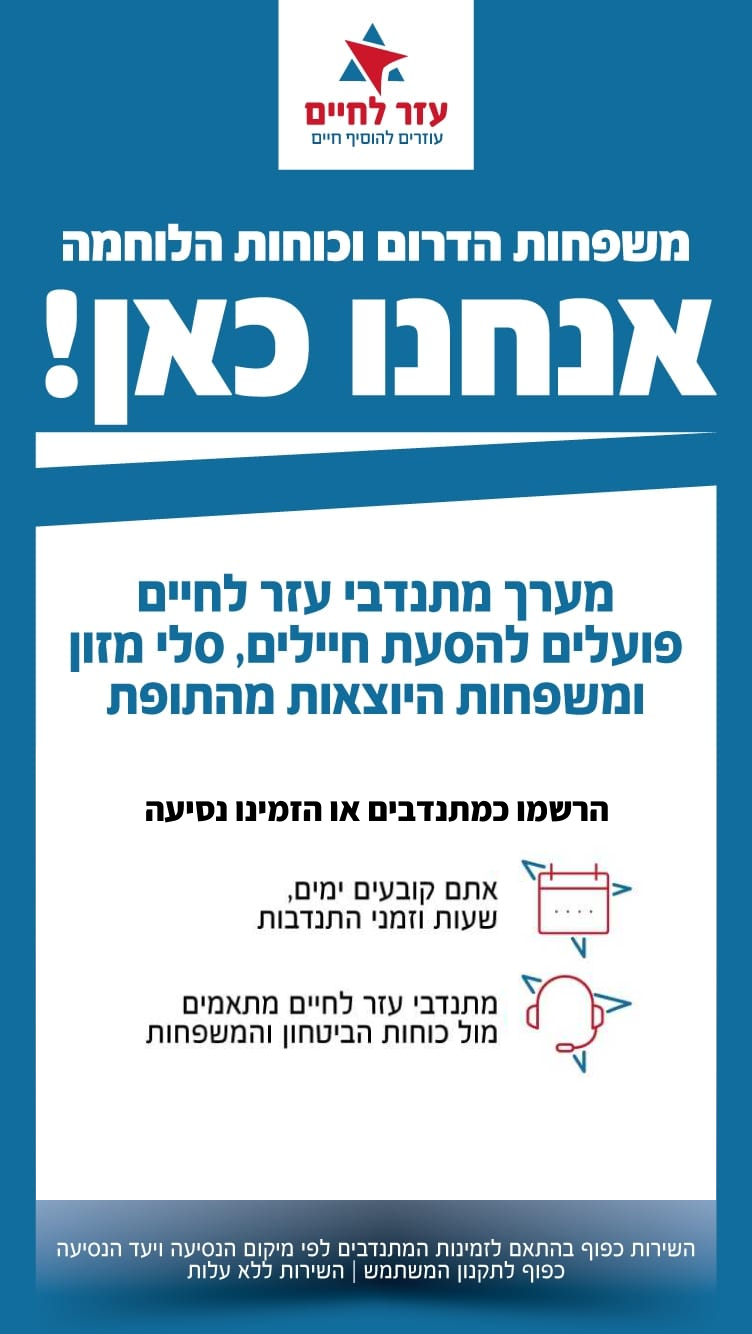 עזר לחיים
עוזרים להוסיף חיים
משפחות הדרום וכוחות הלוחמה
אנחנו כאן!
מערך מתנדבי עזר לחיים
פועלים להסעת חיילים, סלי מזון
ומשפחות היוצאות מהתופת
הרשמו כמתנדבים או הזמינו נסיעה
אתם קובעים ימים,
שעות וזמני התנדבות
מתנדבי עזר לחיים מתאמים
מול כוחות הביטחון והמשפחות
השירות כפוף בהתאם לזמינות המתנדבים לפי מיקום הנסיעה ויעד הנסיעה
כפוף לתקנון המשתמש | השירות ללא עלות